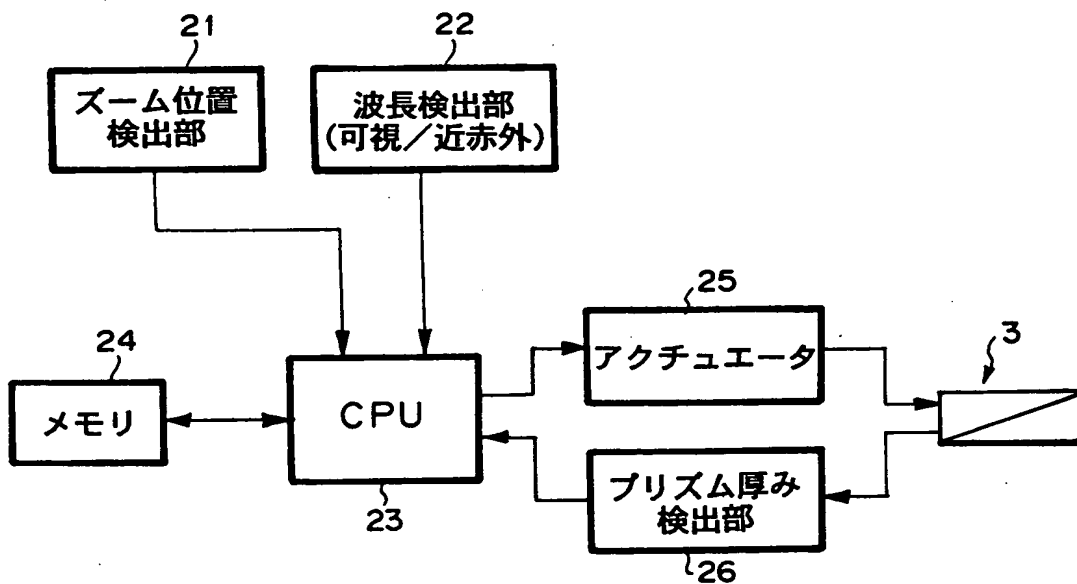 21
ズーム位置
検出部
22
波長検出部
(可視/近赤外)
24
メモリ
CPU
23
25
アクチュエータ
3
プリズム厚み
検出部
26